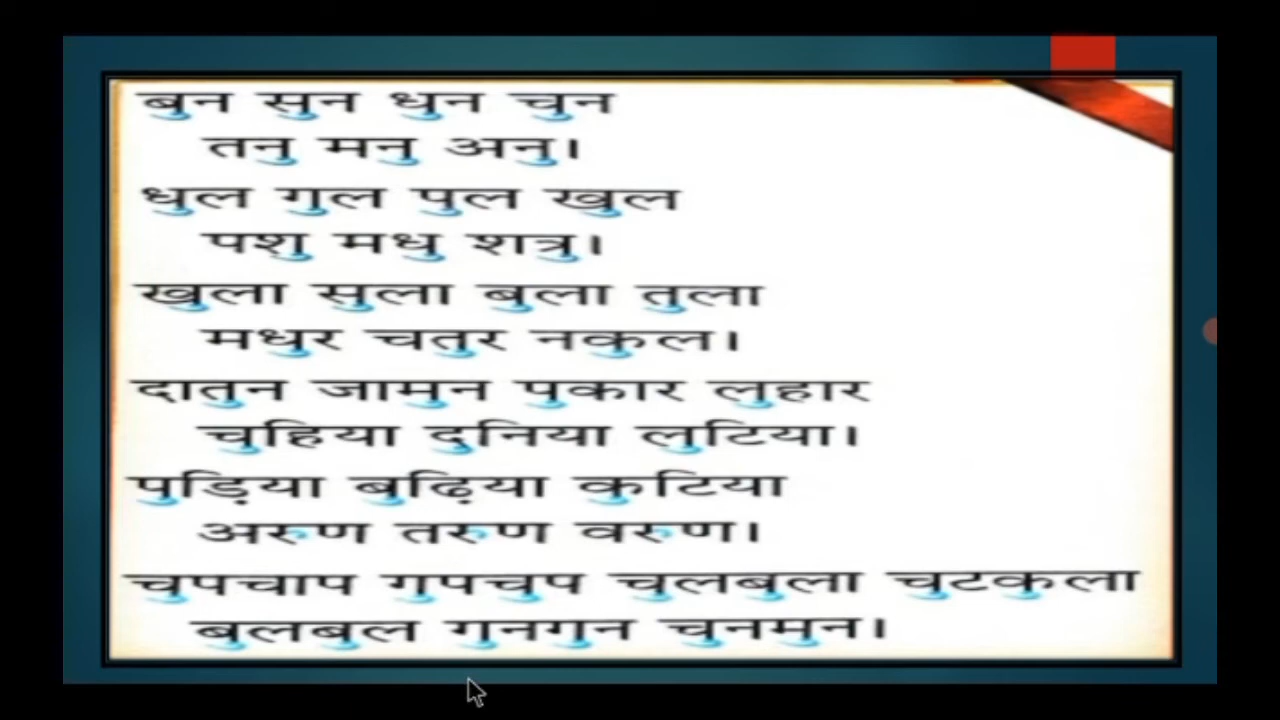 बुन सुन धुन चुन
तनु मनु अनु।
धुल गुल पुल खुल
पशु मधु शत्रु।
खुला सुला बुला तुला
मधुर चतुर नकुल।
दातुन जामुन पुकार लुहार
चुहिया दुनिया लुटिया।
पुड़िया बुढ़िया कुटिया
अरुण तरुण वरुण।
चुपचाप गुपचुप चुलबुला चुटकुला
बुलबुल गुनगुन चुनमुन।